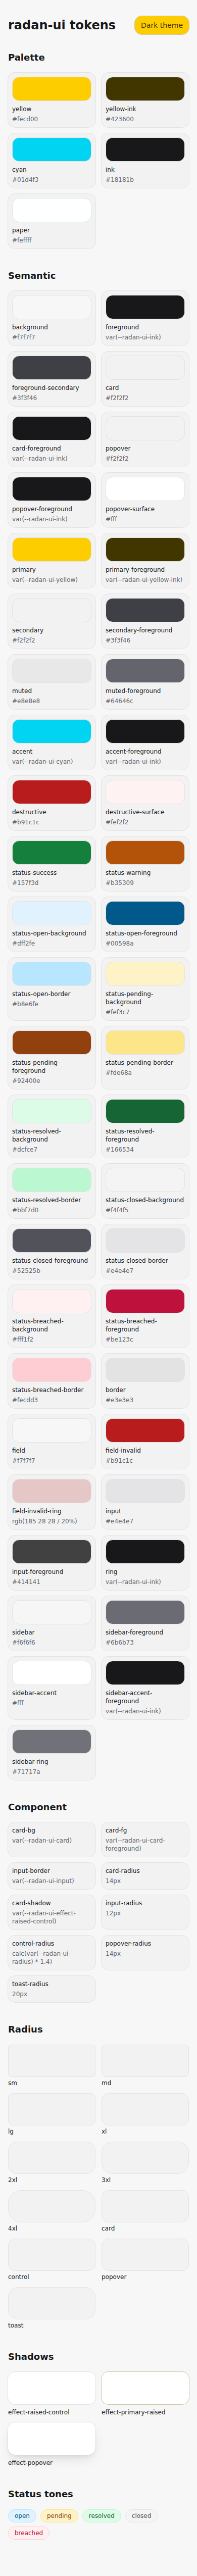 radan-ui tokens
Dark theme
Palette
yellow
#fecd00
yellow-ink
#423600
cyan
#01d4f3
ink
#18181b
paper
#feffff
Semantic
background
#f7f7f7
foreground
var(--radan-ui-ink)
foreground-secondary
#3f3f46
card
#f2f2f2
card-foreground
var(--radan-ui-ink)
popover
#f2f2f2
popover-foreground
var(--radan-ui-ink)
popover-surface
#fff
primary
var(--radan-ui-yellow)
primary-foreground
var(--radan-ui-yellow-ink)
secondary
#f2f2f2
secondary-foreground
#3f3f46
muted
#e8e8e8
muted-foreground
#64646c
accent
var(--radan-ui-cyan)
accent-foreground
var(--radan-ui-ink)
destructive
#b91c1c
destructive-surface
#fef2f2
status-success
#157f3d
status-warning
#b35309
status-open-background
#dff2fe
status-open-foreground
#00598a
status-open-border
#b8e6fe
status-pending-
background
#fef3c7
status-pending-
foreground
#92400e
status-pending-border
#fde68a
status-resolved-
background
#dcfce7
status-resolved-
foreground
#166534
status-resolved-border
#bbf7d0
status-closed-background
#f4f4f5
status-closed-foreground
#52525b
status-closed-border
#e4e4e7
status-breached-
background
#fff1f2
status-breached-
foreground
#be123c
status-breached-border
#fecdd3
border
#e3e3e3
field
#f7f7f7
field-invalid
#b91c1c
field-invalid-ring
rgb(185 28 28 / 20%)
input
#e4e4e7
input-foreground
#414141
ring
var(--radan-ui-ink)
sidebar
#f6f6f6
sidebar-foreground
#6b6b73
sidebar-accent
#fff
sidebar-accent-
foreground
var(--radan-ui-ink)
sidebar-ring
#71717a
Component
card-bg
var(--radan-ui-card)
card-fg
var(--radan-ui-card-
foreground)
input-border
var(--radan-ui-input)
card-radius
14px
card-shadow
var(--radan-ui-effect-
raised-control)
input-radius
12px
control-radius
calc(var(--radan-ui-
radius) * 1.4)
popover-radius
14px
toast-radius
20px
Radius
sm
md
lg
xl
2xl
3xl
4xl
card
control
popover
toast
Shadows
effect-raised-control
effect-primary-raised
effect-popover
Status tones
open
pending
resolved
closed
breached